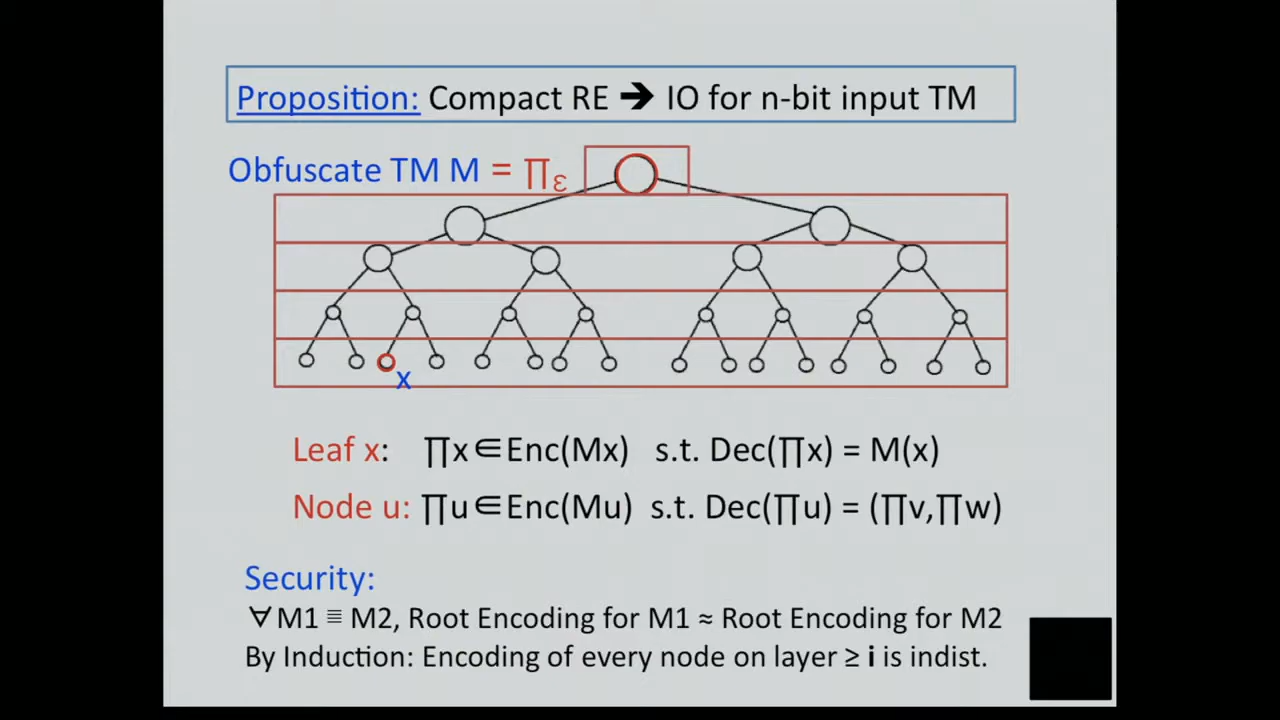 Proposition: Compact RE ➔ IO for n-bit input TM
Obfuscate TM M = ∏ε
x
Leaf x: ∏x∈Enc(Mx) s.t. Dec(∏x) = M(x)
Node u: ∏u∈Enc(Mu) s.t. Dec(∏u) = (∏v,∏w)
Security:
∀M1 ≡ M2, Root Encoding for M1 ≈ Root Encoding for M2
By Induction: Encoding of every node on layer ≥ i is indist.